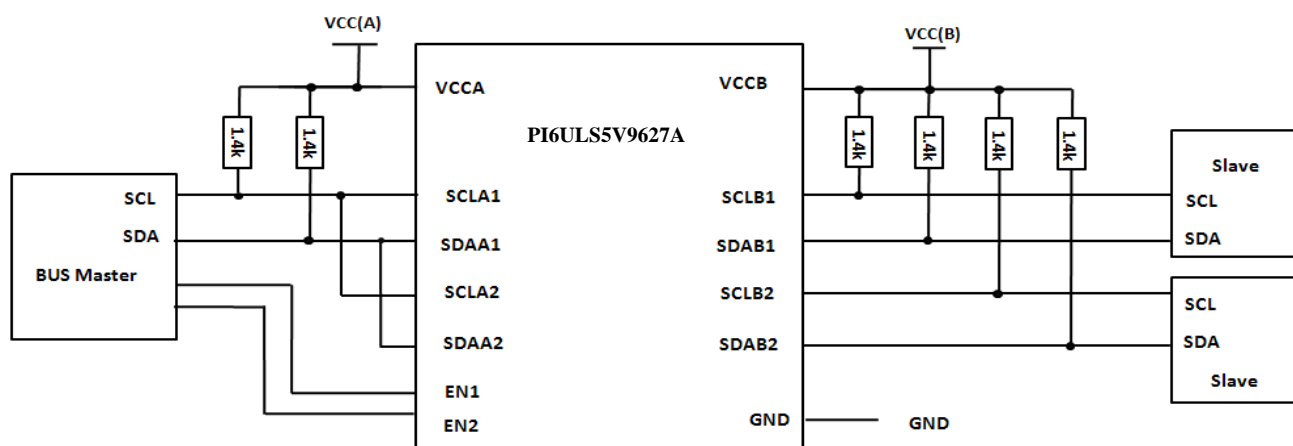 VCC(A)
VCC(B)
VCCA
VCCB
PI6ULS5V9627A
1.4k
1.4k
1.4k
1.4k
1.4k
1.4k
Slave
SCL
SCLA1
SCLB1
SCL
SDA
SDAA1
SDAB1
SDA
BUS Master
SCLA2
SCLB2
SCL
SDAA2
SDAB2
SDA
EN1
Slave
EN2
GND
GND